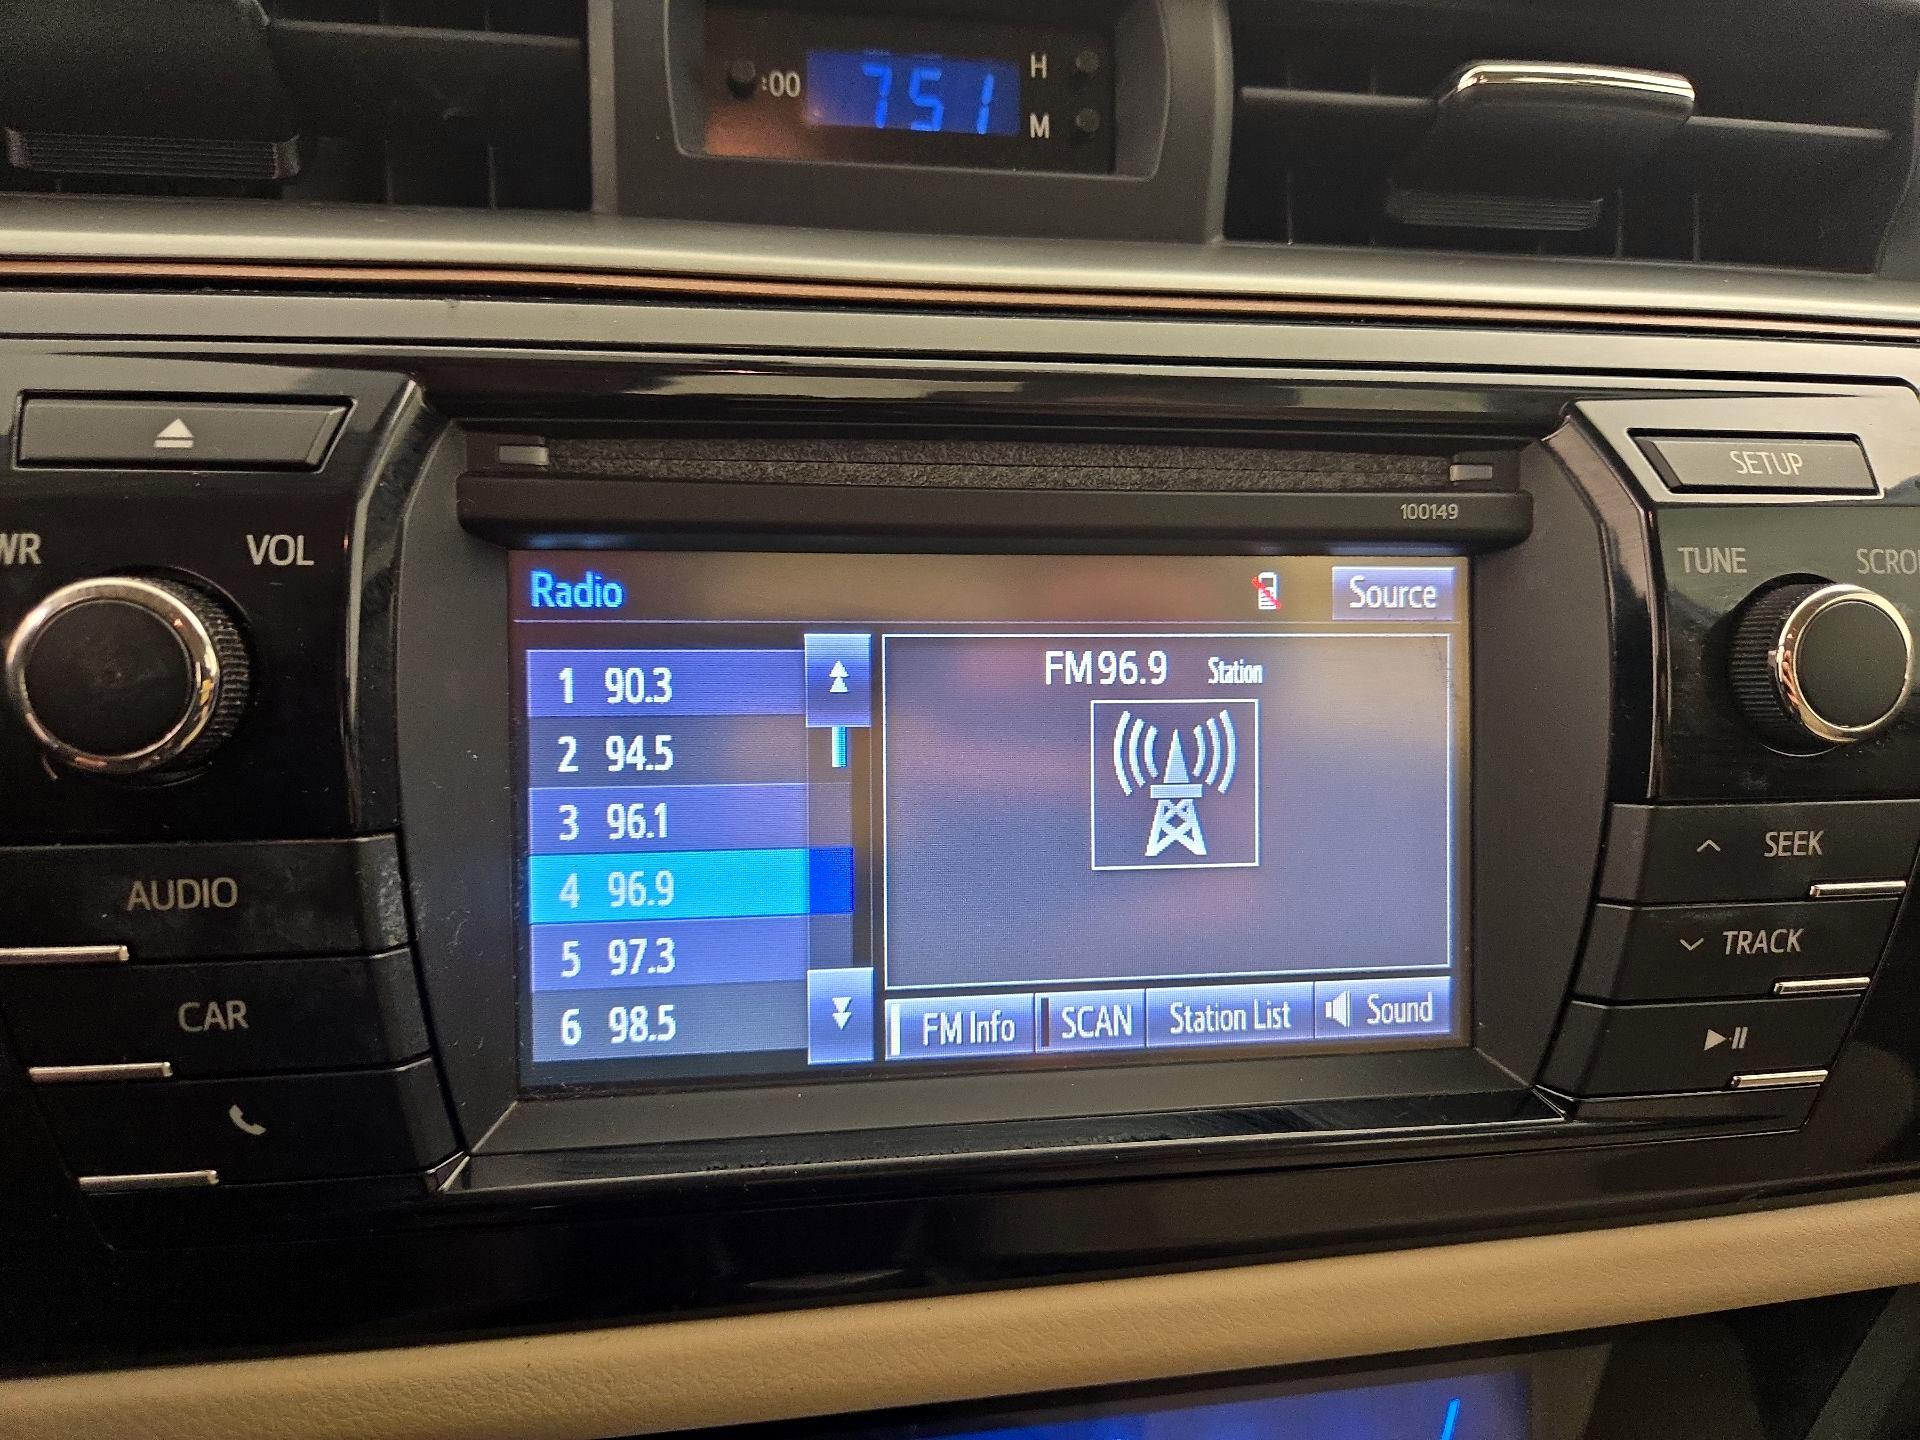 :00 751 H
M
SETUP
100149
WR VOL
TUNE SCROL
Radio Source
1 90.3
2 94.5
3 96.1
4 96.9
5 97.3
6 98.5
FM 96.9 Station
FM Info SCAN Station List Sound
AUDIO
CAR
SEEK
TRACK